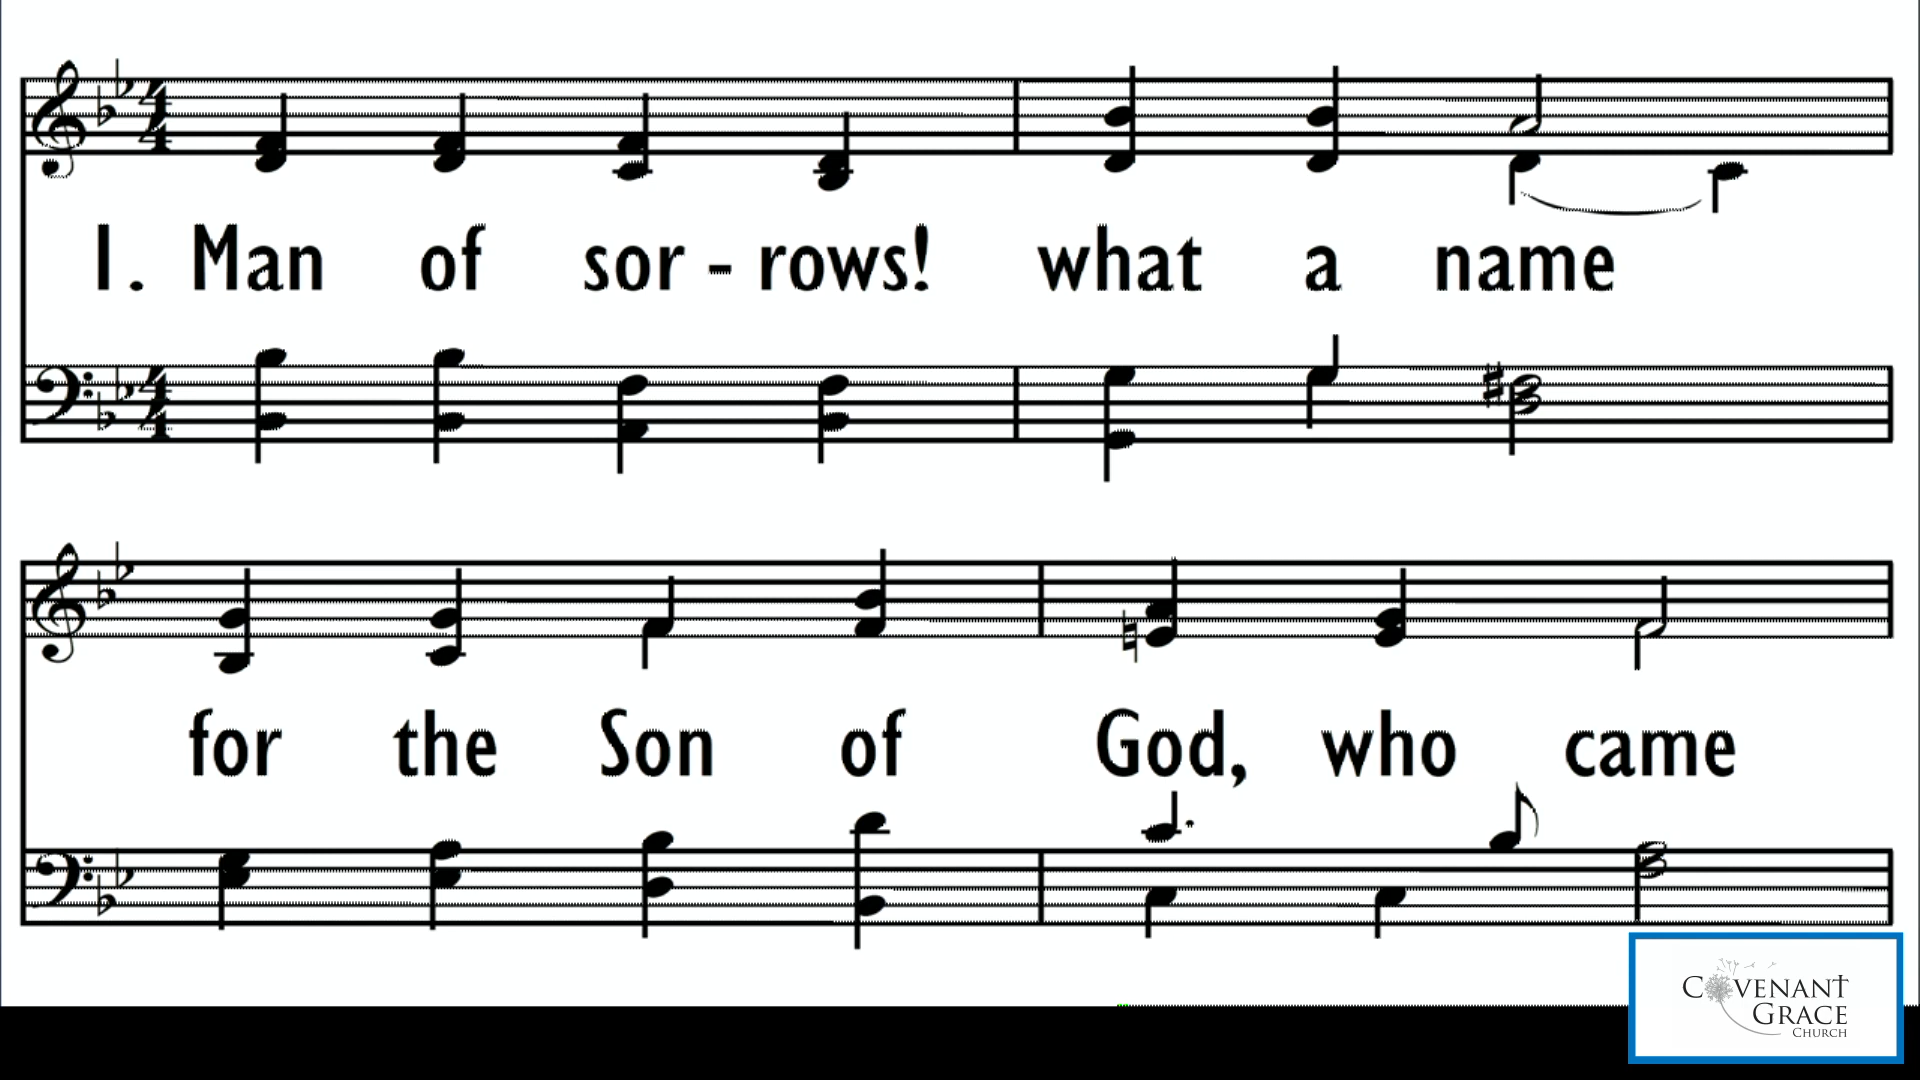 1. Man of sor - rows! what a name
for the Son of God, who came
COVENANT
GRACE
CHURCH